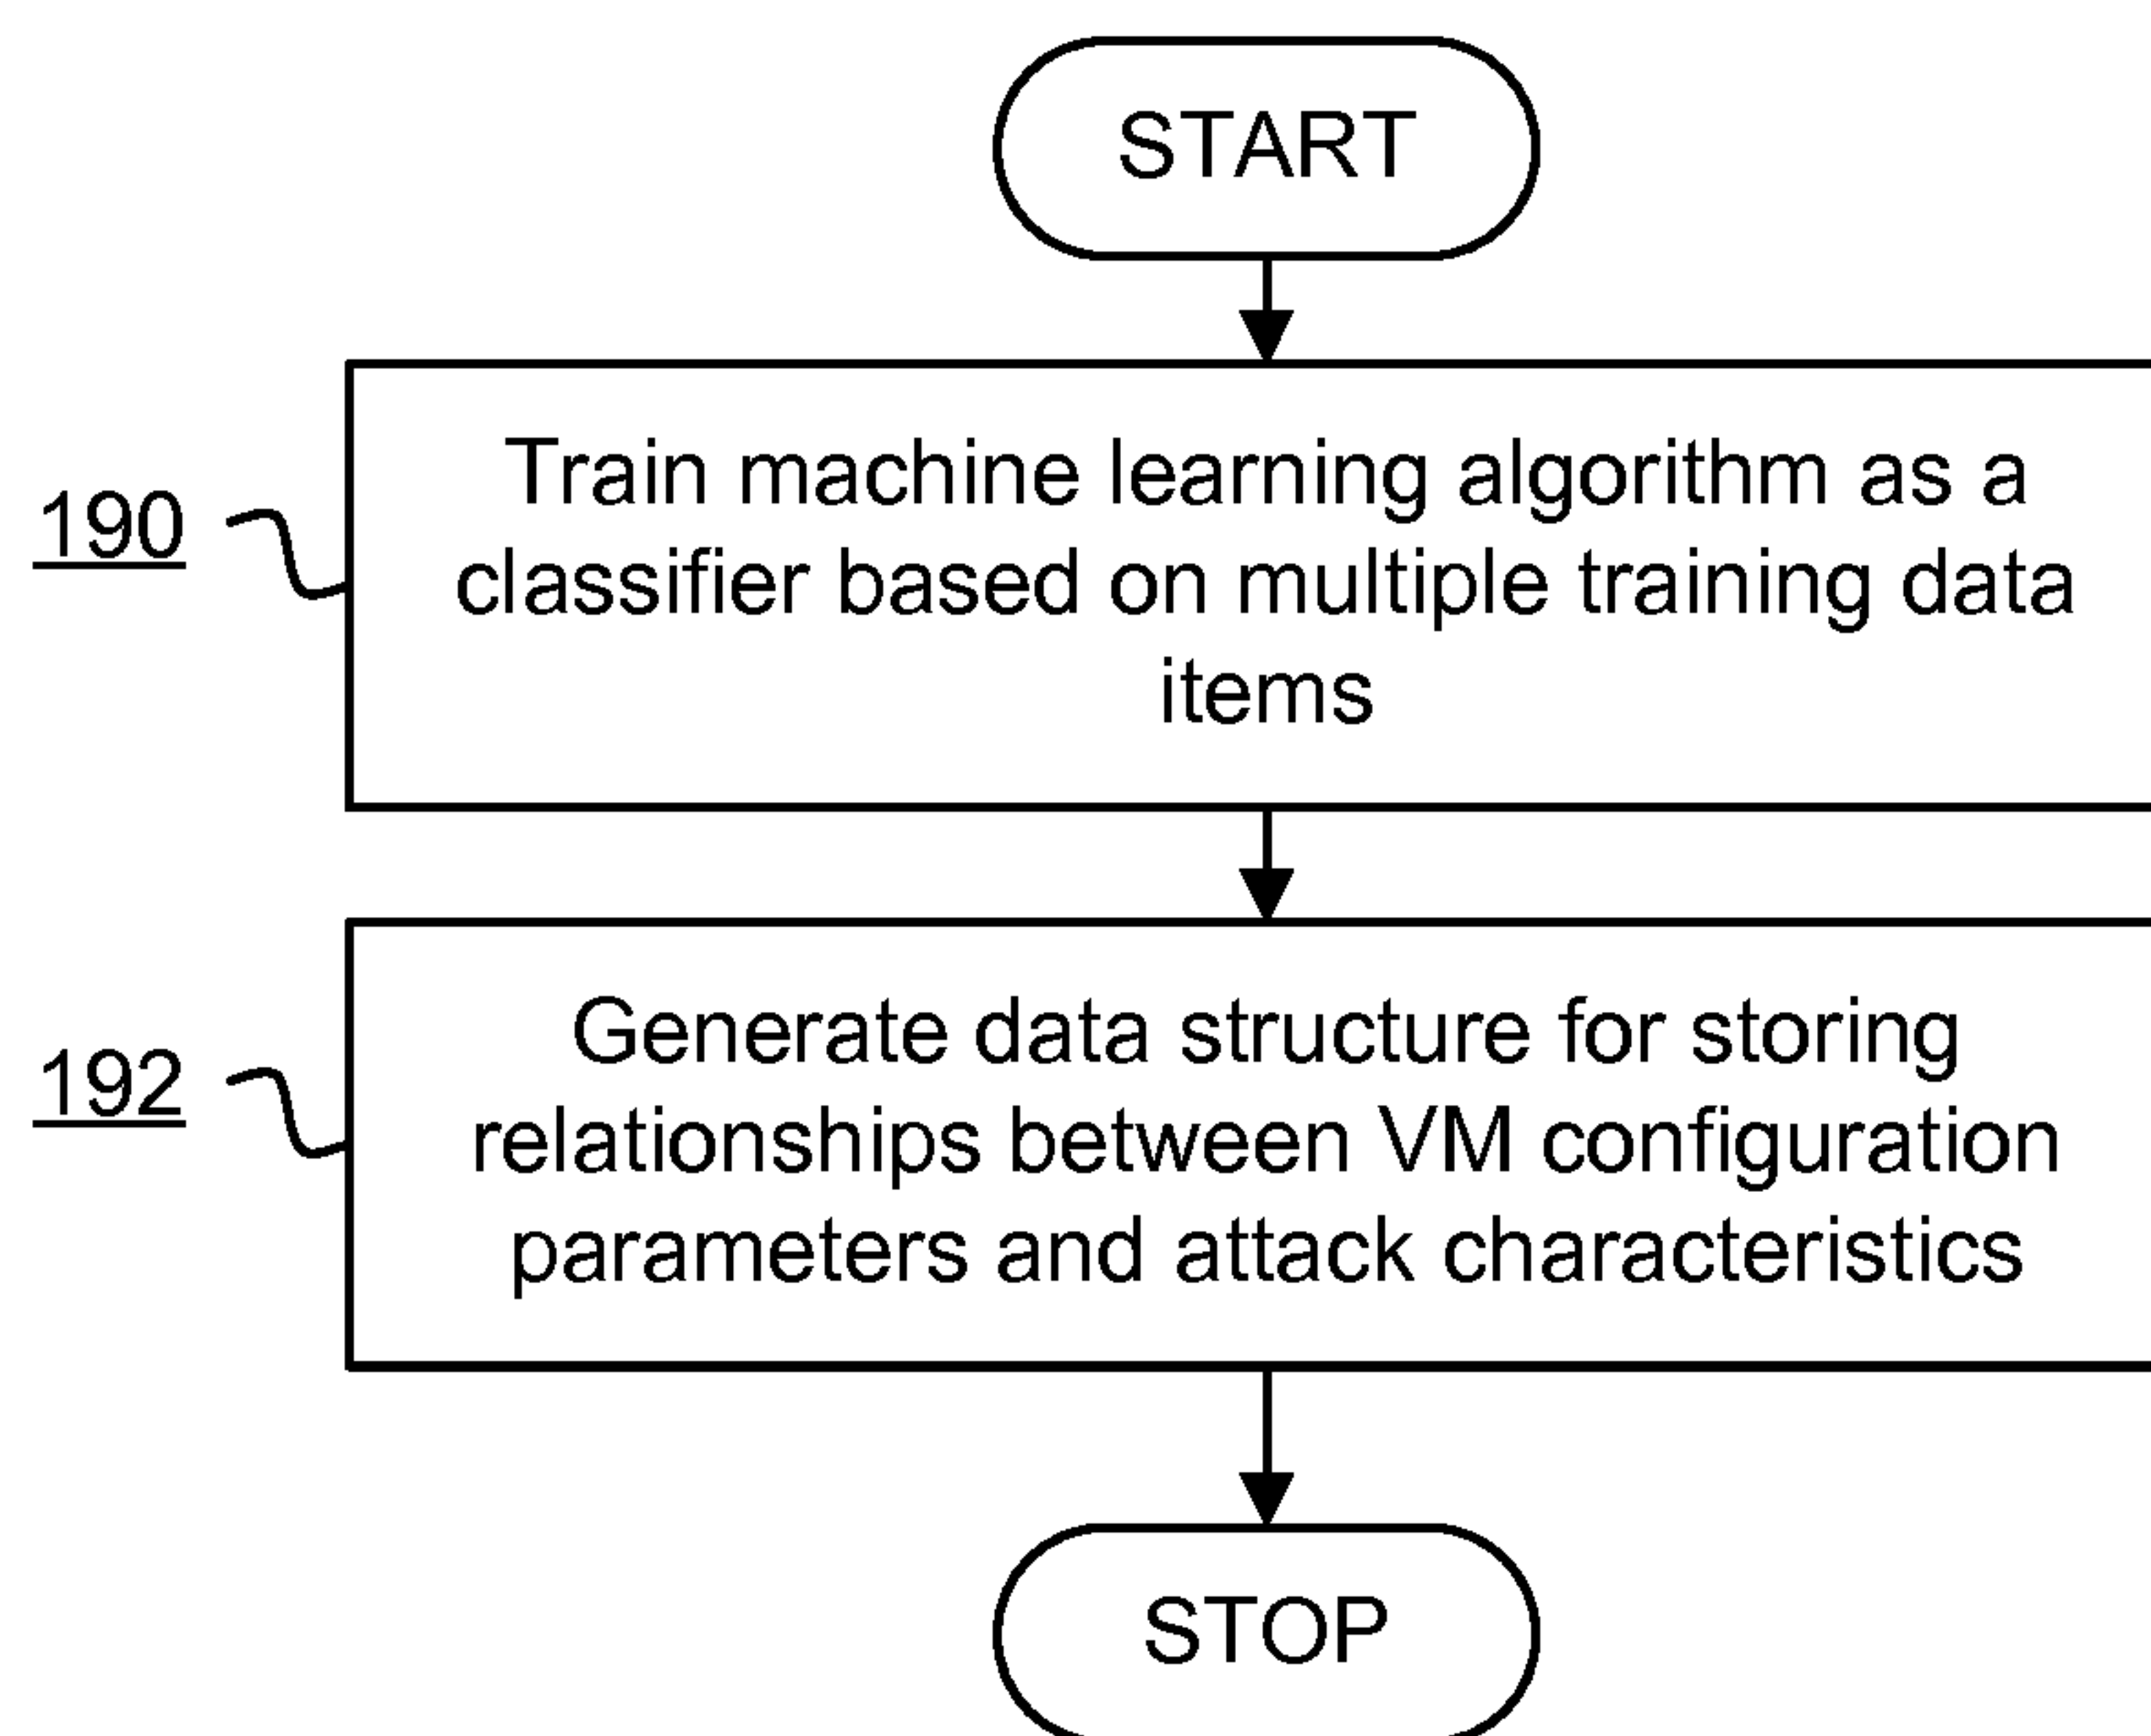 START
190
Train machine learning algorithm as a
classifier based on multiple training data
items
192
Generate data structure for storing
relationships between VM configuration
parameters and attack characteristics
STOP